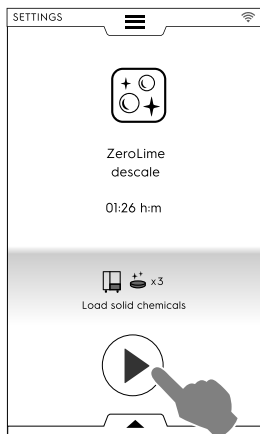 SETTINGS
ZeroLime
descale
01:26 h:m
x3
Load solid chemicals